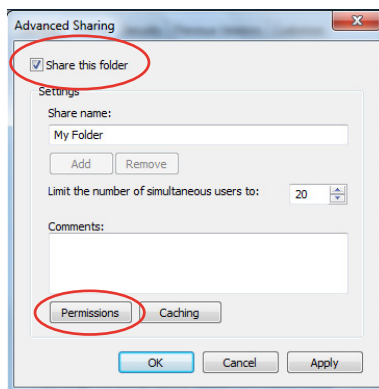 Advanced Sharing
Share this folder
Settings
Share name:
My Folder
Add Remove
Limit the number of simultaneous users to: 20
Comments:
Permissions Caching
OK Cancel Apply